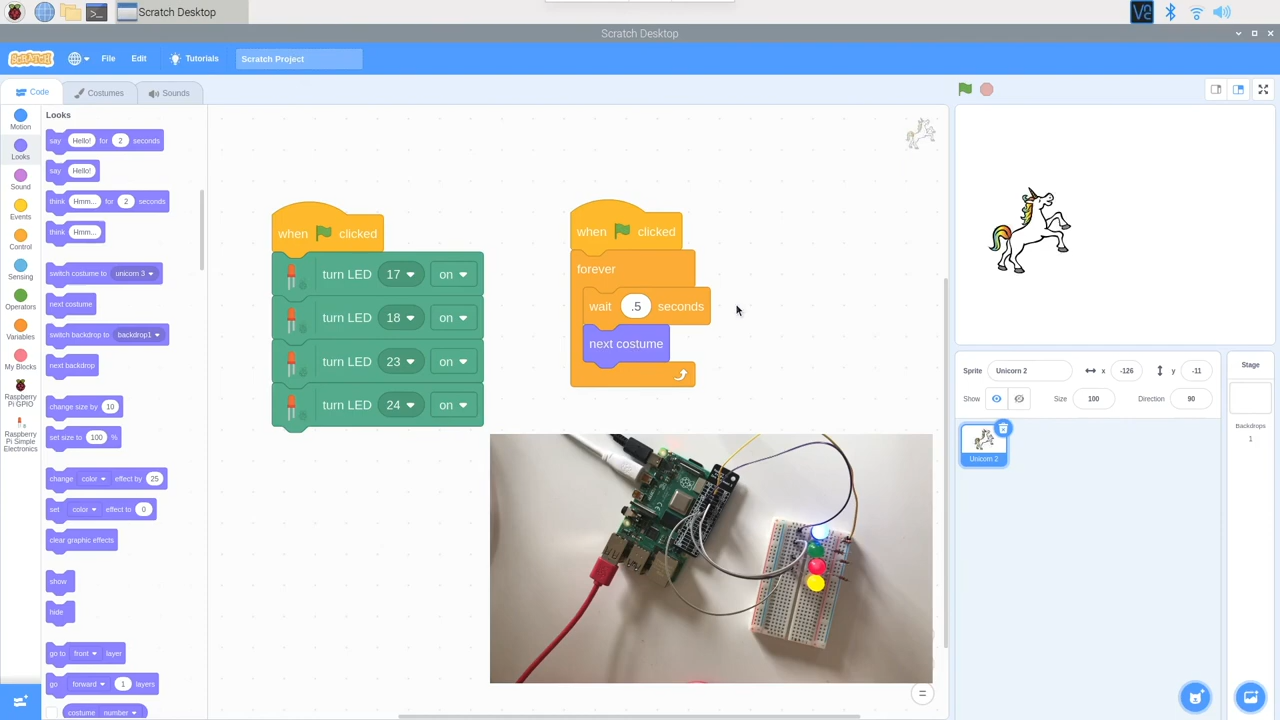 Scratch Desktop
Scratch Desktop
SCRATCH
File
Edit
Tutorials
Scratch Project
Code
Costumes
Sounds
Motion
Looks
Sound
Events
Control
Sensing
Operators
Variables
My Blocks
Raspberry
Pi GPIO
Raspberry
Pi Simple
Electronics
Looks
say Hello! for 2 seconds
say Hello!
think Hmm... for 2 seconds
think Hmm...
switch costume to unicorn 3
next costume
switch backdrop to backdrop1
next backdrop
change size by 10
set size to 100 %
change color effect by 25
set color effect to 0
clear graphic effects
show
hide
go to front layer
go forward 1 layers
costume number
when clicked
turn LED 17 on
turn LED 18 on
turn LED 23 on
turn LED 24 on
when clicked
forever
wait .5 seconds
next costume
Sprite Unicorn 2 x -126 y -11
Show Size 100 Direction 90
Unicorn 2
Stage
Backdrops
1